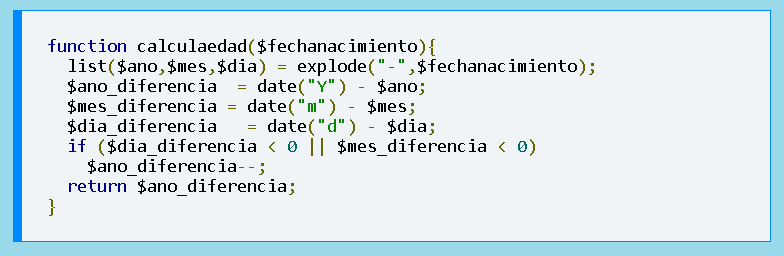 function calculaedad($fechanacimiento){
  list($ano,$mes,$dia) = explode("-",$fechanacimiento);
  $ano_diferencia  = date("Y") - $ano;
  $mes_diferencia = date("m") - $mes;
  $dia_diferencia   = date("d") - $dia;
  if ($dia_diferencia < 0 || $mes_diferencia < 0)
    $ano_diferencia--;
  return $ano_diferencia;
}